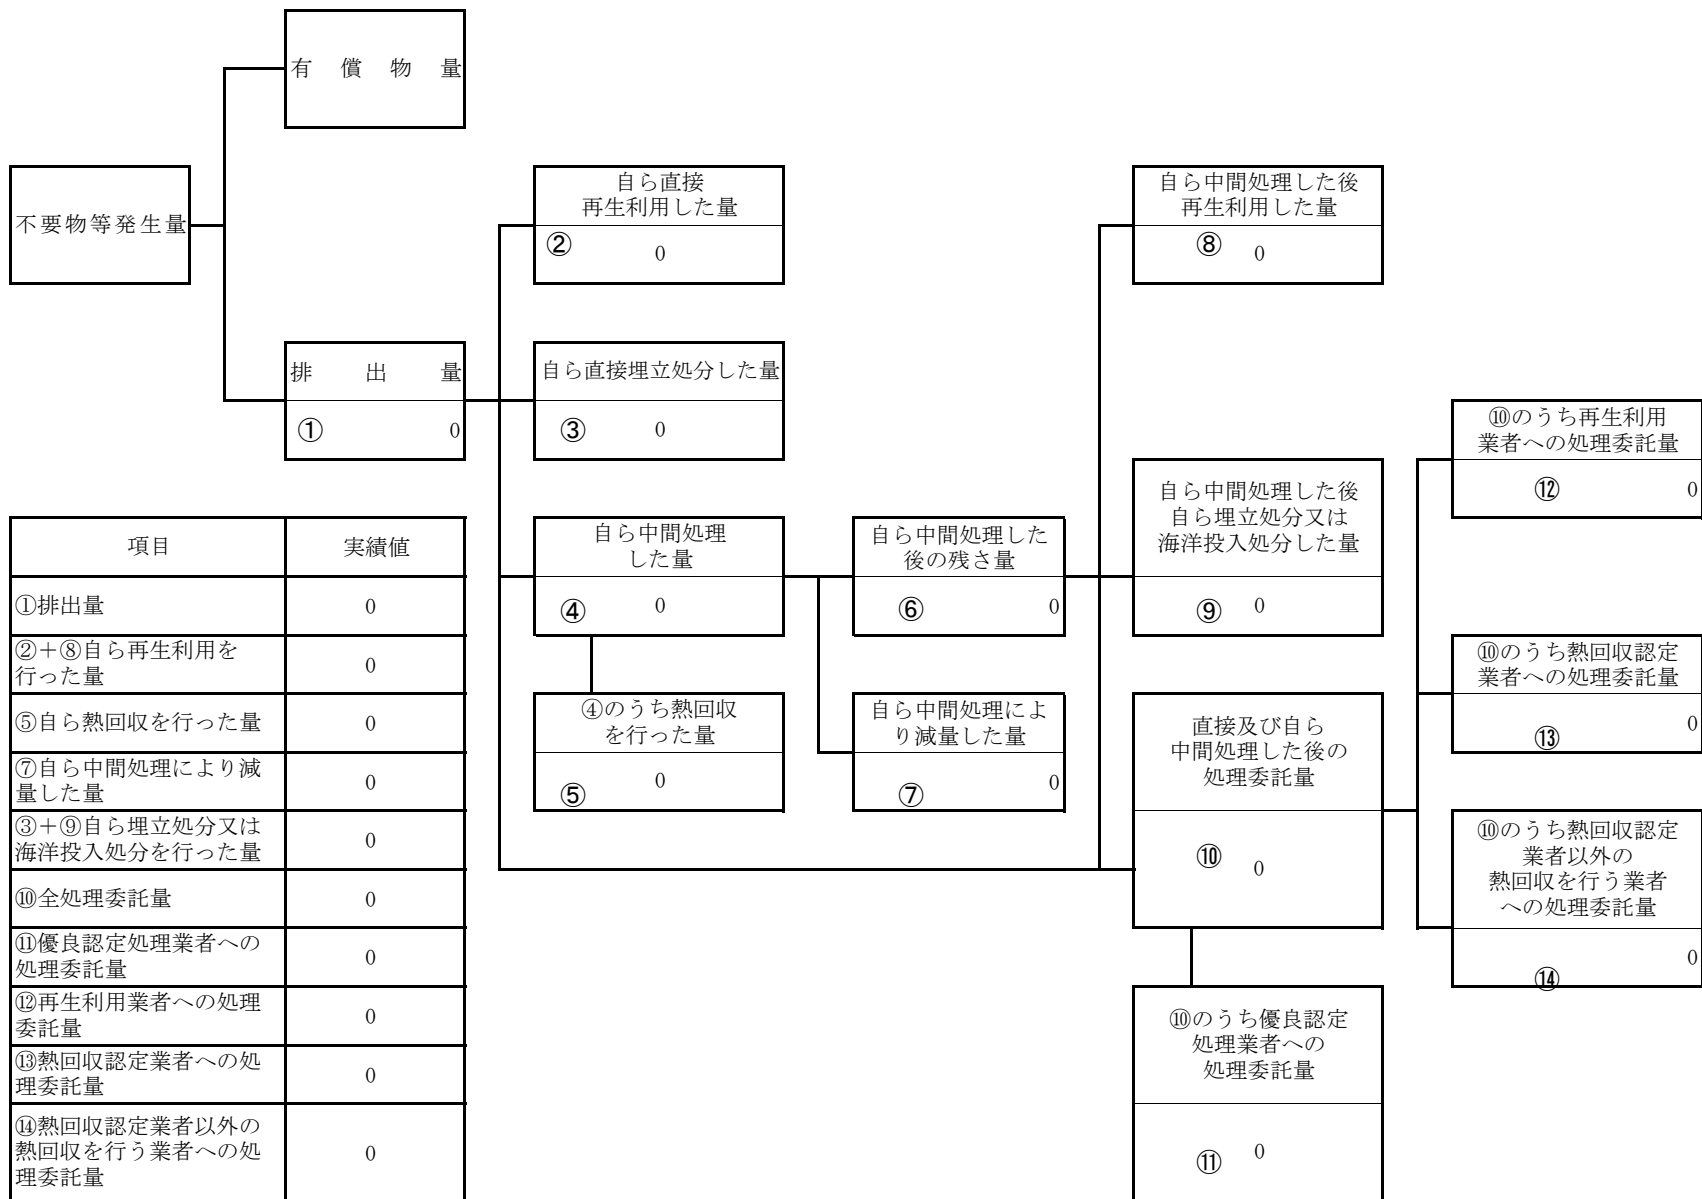 有償物量
不要物等発生量
排出量
① 0
自ら直接
再生利用した量
② 0
自ら直接埋立処分した量
③ 0
自ら中間処理
した量
④ 0
④のうち熱回収
を行った量
⑤ 0
自ら中間処理した
後の残さ量
⑥ 0
自ら中間処理によ
り減量した量
⑦ 0
自ら中間処理した後
再生利用した量
⑧ 0
自ら中間処理した後
自ら埋立処分又は
海洋投入処分した量
⑨ 0
直接及び自ら
中間処理した後の
処理委託量
⑩ 0
⑩のうち優良認定
処理業者への
処理委託量
⑪ 0
⑩のうち再生利用
業者への処理委託量
⑫ 0
⑩のうち熱回収認定
業者への処理委託量
⑬ 0
⑩のうち熱回収認定
業者以外の
熱回収を行う業者
への処理委託量
⑭ 0
項目 実績値
①排出量 0
②＋⑧自ら再生利用を
行った量 0
⑤自ら熱回収を行った量 0
⑦自ら中間処理により減
量した量 0
③＋⑨自ら埋立処分又は
海洋投入処分を行った量 0
⑩全処理委託量 0
⑪優良認定処理業者への
処理委託量 0
⑫再生利用業者への処理
委託量 0
⑬熱回収認定業者への処
理委託量 0
⑭熱回収認定業者以外の
熱回収を行う業者への処
理委託量 0